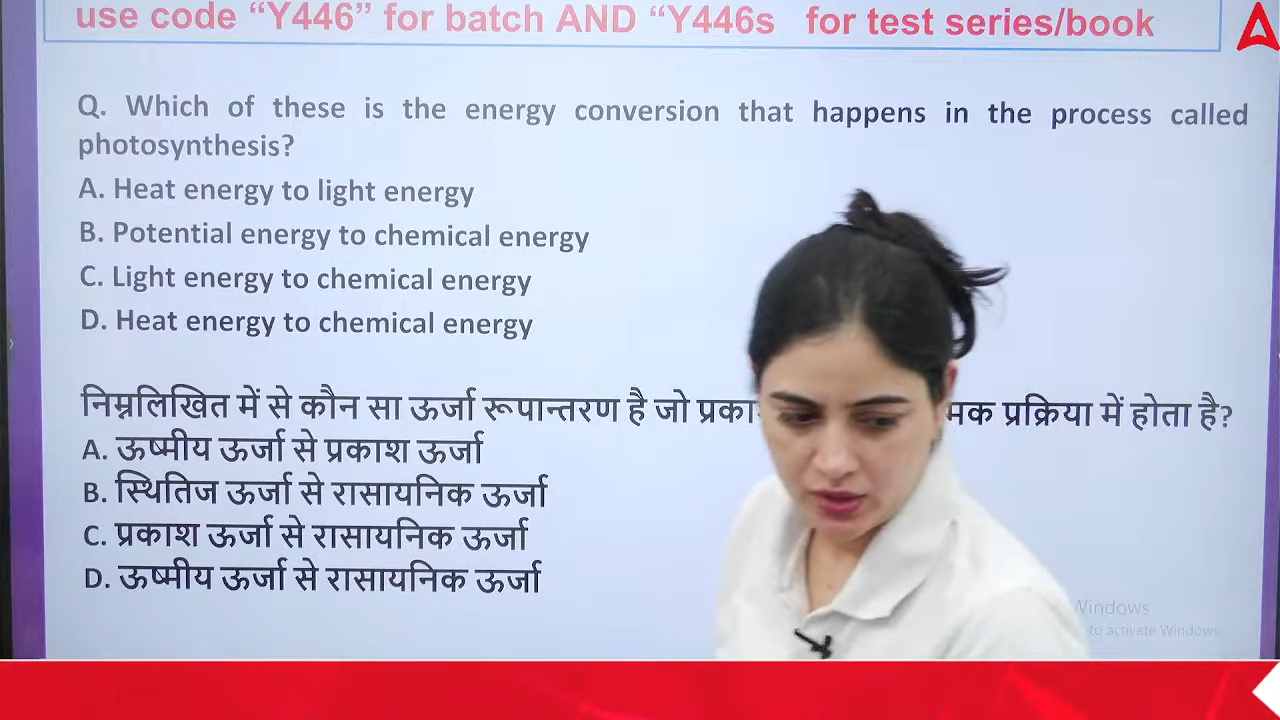 use code “Y446” for batch AND “Y446s for test series/book
Q. Which of these is the energy conversion that happens in the process called
photosynthesis?
A. Heat energy to light energy
B. Potential energy to chemical energy
C. Light energy to chemical energy
D. Heat energy to chemical energy
निम्नलिखित में से कौन सा ऊर्जा रूपान्तरण है जो प्रक्रिया में होता है?
A. ऊष्मीय ऊर्जा से प्रकाश ऊर्जा
B. स्थितिज ऊर्जा से रासायनिक ऊर्जा
C. प्रकाश ऊर्जा से रासायनिक ऊर्जा
D. ऊष्मीय ऊर्जा से रासायनिक ऊर्जा
Windows
to activate Windows